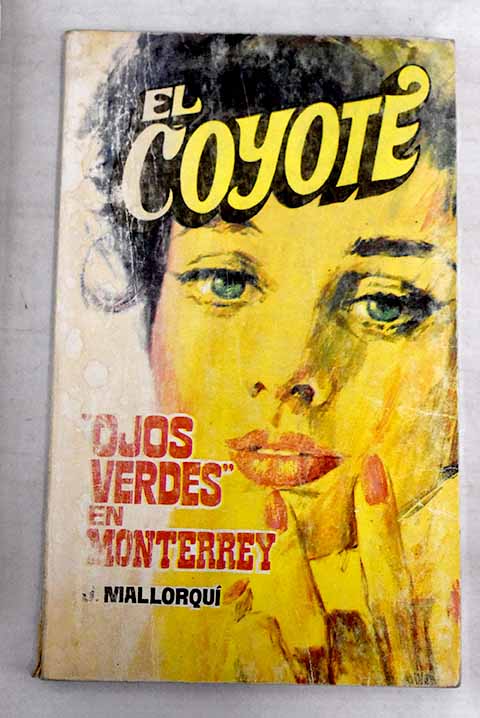 EL
COYOTE
"OJOS
VERDES"
EN
MONTERREY
J. MALLORQUÍ